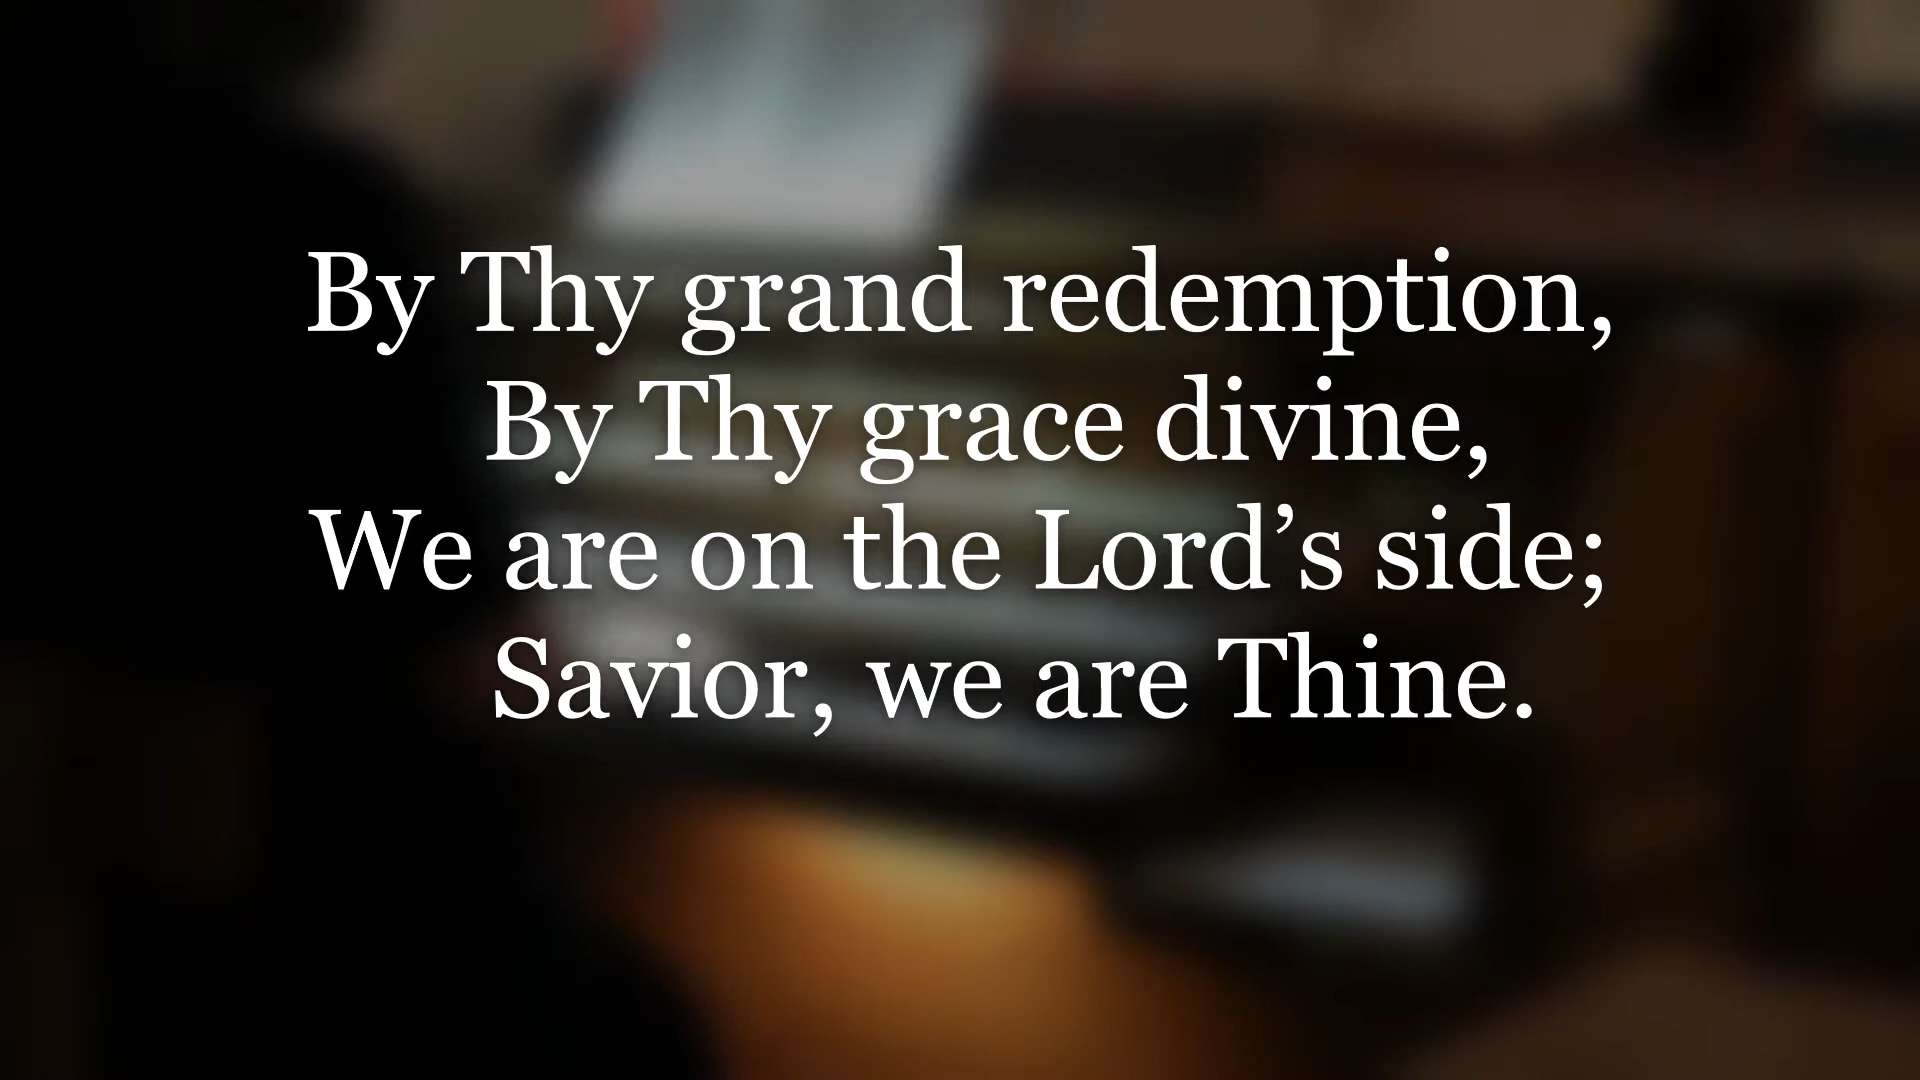 By Thy grand redemption,
By Thy grace divine,
We are on the Lord’s side;
Savior, we are Thine.